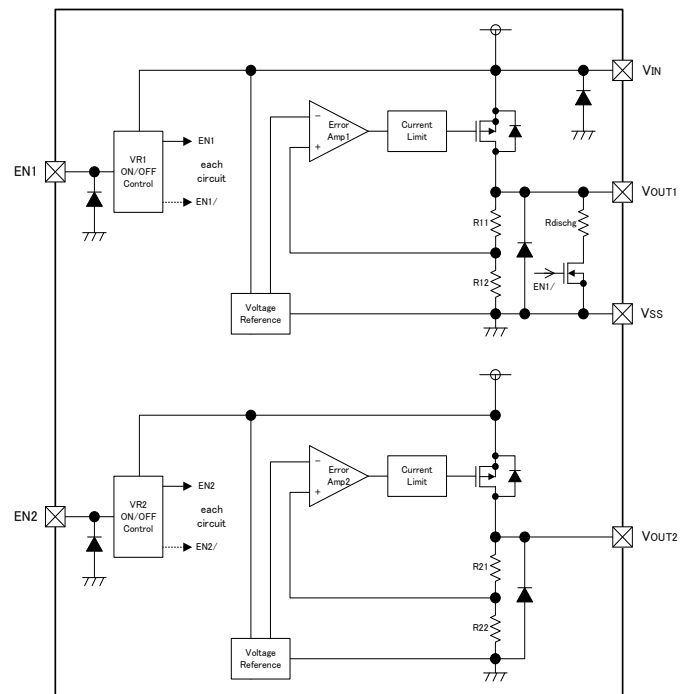 VIN
EN1
VR1
ON/OFF
Control
EN1
each
circuit
EN1/
−
+
Error
Amp1
Current
Limit
VOUT1
R11
Rdischg
R12
EN1/
Voltage
Reference
VSS
EN2
VR2
ON/OFF
Control
EN2
each
circuit
EN2/
−
+
Error
Amp2
Current
Limit
VOUT2
R21
R22
Voltage
Reference